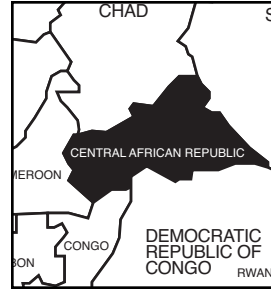 CHAD
S
CENTRAL AFRICAN REPUBLIC
MEROON
CONGO
DEMOCRATIC
REPUBLIC OF
CONGO
BON
RWAN